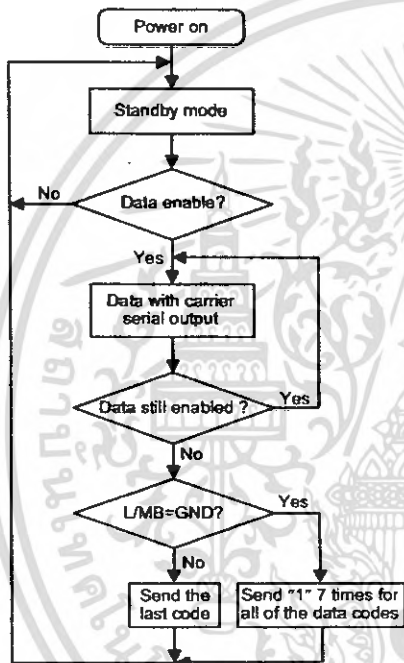 Power on
Standby mode
No
Data enable?
Yes
Data with carrier
serial output
Data still enabled ?
Yes
No
L/MB=GND?
Yes
No
Send the
last code
Send "1" 7 times for
all of the data codes